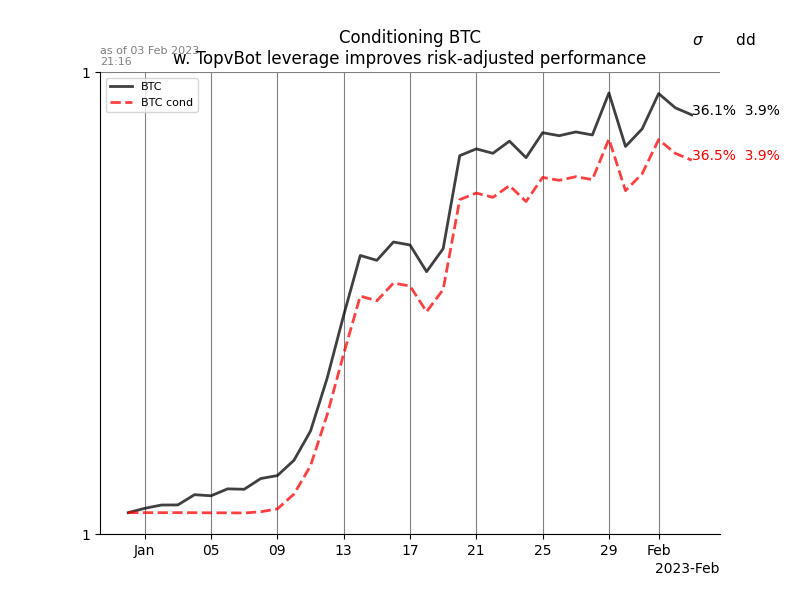 Conditioning BTC
w. TopvBot leverage improves risk-adjusted performance
as of 03 Feb 2023
21:16
σ dd
1
BTC
BTC cond
36.1% 3.9%
36.5% 3.9%
1
Jan 05 09 13 17 21 25 29 Feb
2023-Feb